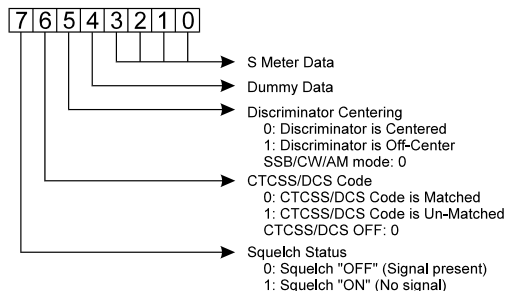 7 6 5 4 3 2 1 0
S Meter Data
Dummy Data
Discriminator Centering
0: Discriminator is Centered
1: Discriminator is Off-Center
SSB/CW/AM mode: 0
CTCSS/DCS Code
0: CTCSS/DCS Code is Matched
1: CTCSS/DCS Code is Un-Matched
CTCSS/DCS OFF: 0
Squelch Status
0: Squelch "OFF" (Signal present)
1: Squelch "ON" (No signal)